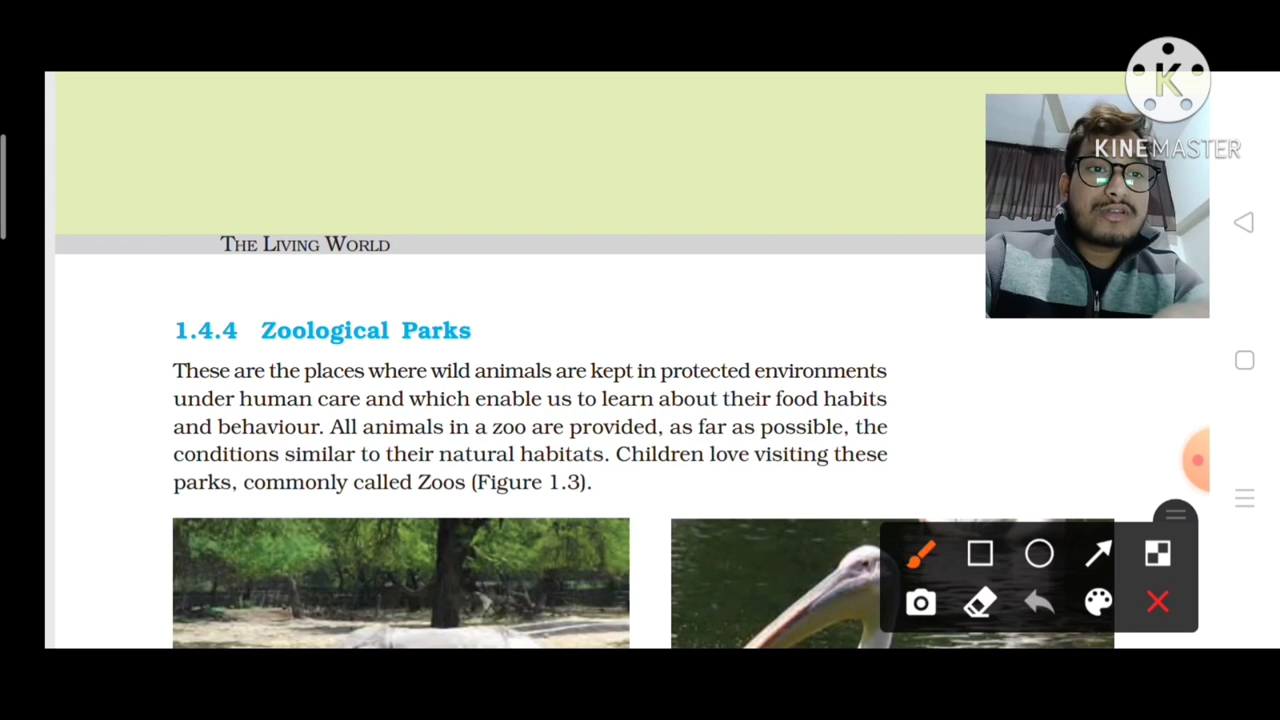 K
KINEMASTER
THE LIVING WORLD
1.4.4 Zoological Parks
These are the places where wild animals are kept in protected environments
under human care and which enable us to learn about their food habits
and behaviour. All animals in a zoo are provided, as far as possible, the
conditions similar to their natural habitats. Children love visiting these
parks, commonly called Zoos (Figure 1.3).